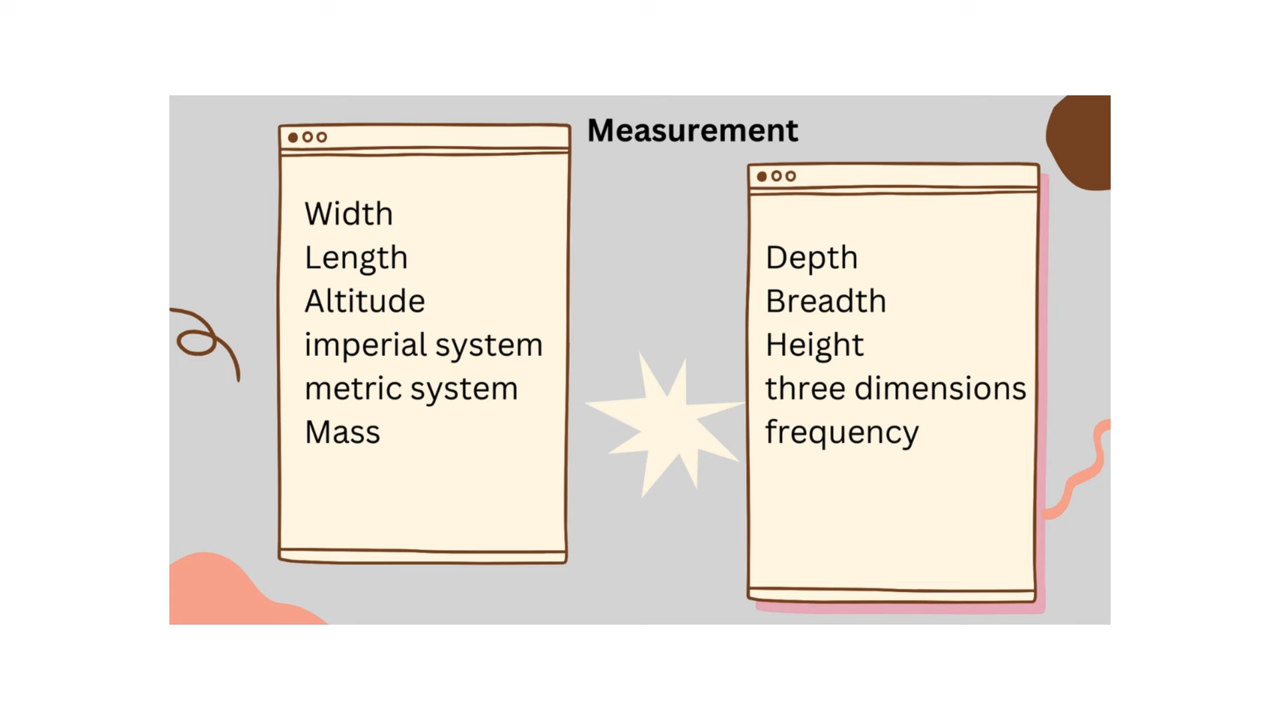 Measurement
Width
Length
Altitude
imperial system
metric system
Mass
Depth
Breadth
Height
three dimensions
frequency